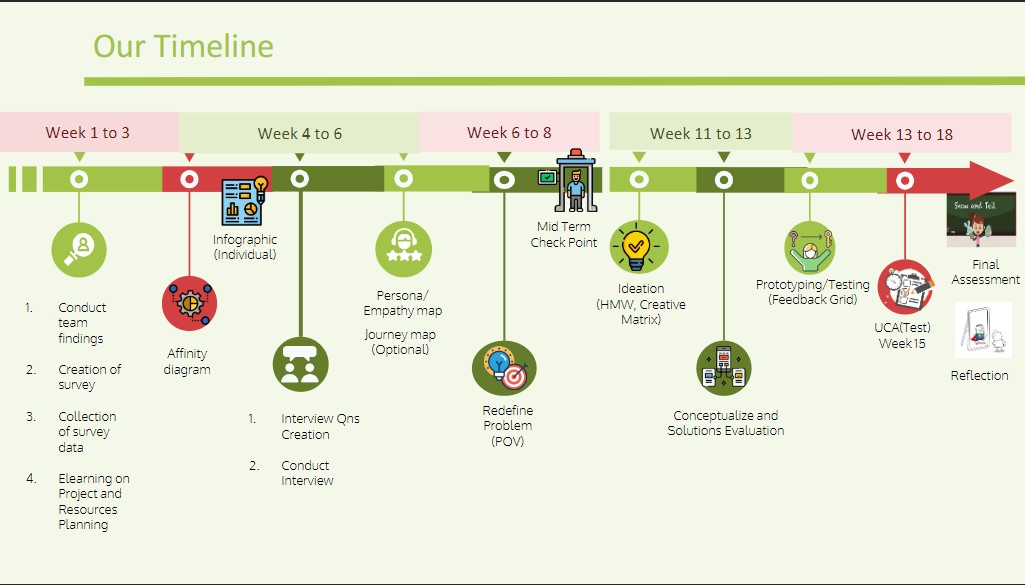 Our Timeline
Week 1 to 3
Week 4 to 6
Week 6 to 8
Week 11 to 13
Week 13 to 18
1. Conduct
team
findings
2. Creation of
survey
3. Collection
of survey
data
4. Elearning on
Project and
Resources
Planning
Affinity
diagram
Infographic
(Individual)
1. Interview Qns
Creation
2. Conduct
Interview
Persona/
Empathy map
Journey map
(Optional)
Redefine
Problem
(POV)
Mid Term
Check Point
Ideation
(HMW, Creative
Matrix)
Conceptualize and
Solutions Evaluation
Prototyping/Testing
(Feedback Grid)
UCA(Test)
Week 15
Show and Tell
Final
Assessment
Reflection